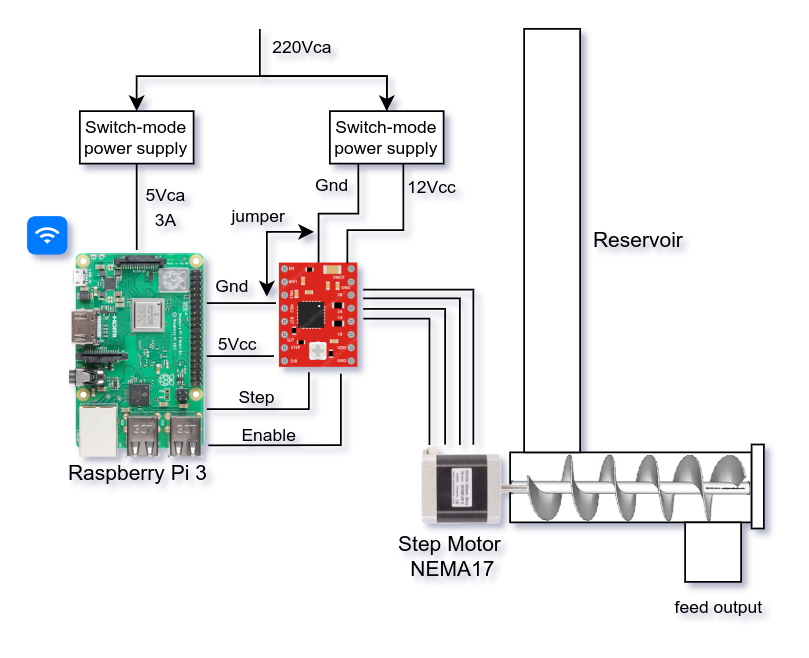 220Vca
Switch-mode
power supply
Switch-mode
power supply
Gnd
12Vcc
5Vca
3A
jumper
Reservoir
Gnd
5Vcc
Step
Enable
Raspberry Pi 3
Step Motor
NEMA17
feed output